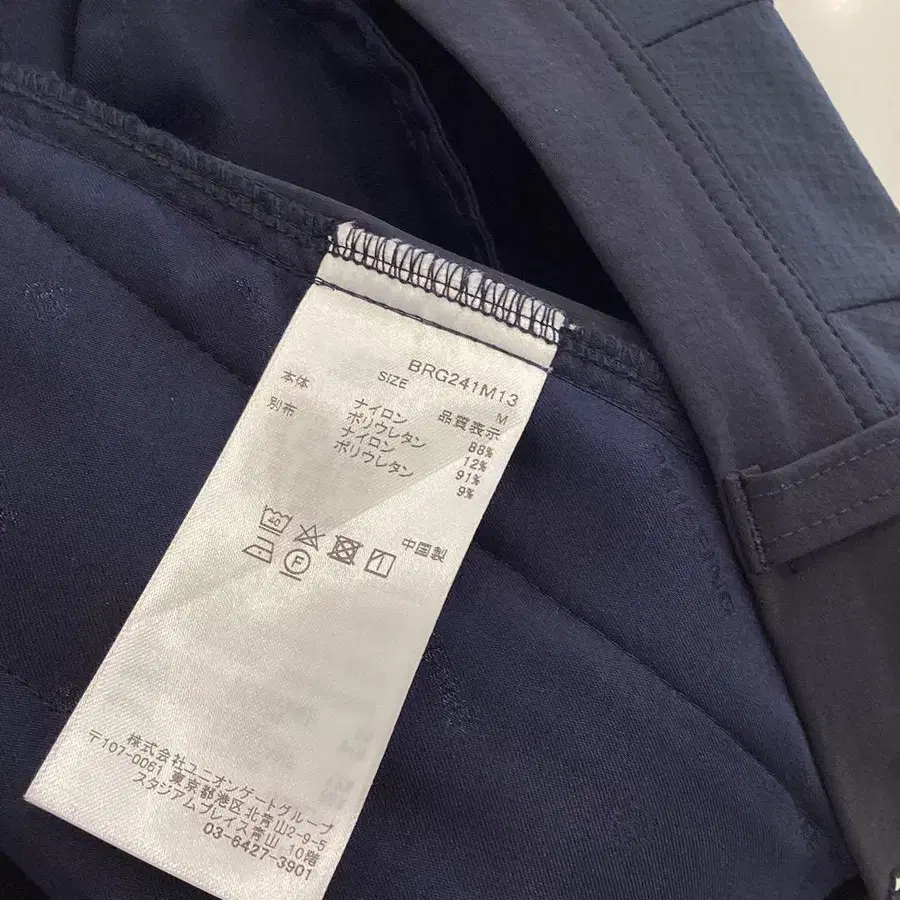 BRG241M13
SIZE M
品質表示
本体 ナイロン 88%
ポリウレタン 12%
別布 ナイロン 91%
ポリウレタン 9%
40
中国製
F
株式会社ユニオンゲートグループ
〒107-0061 東京都港区北青山2-9-5
スタジアムプレイス青山 10階
03-6427-3901